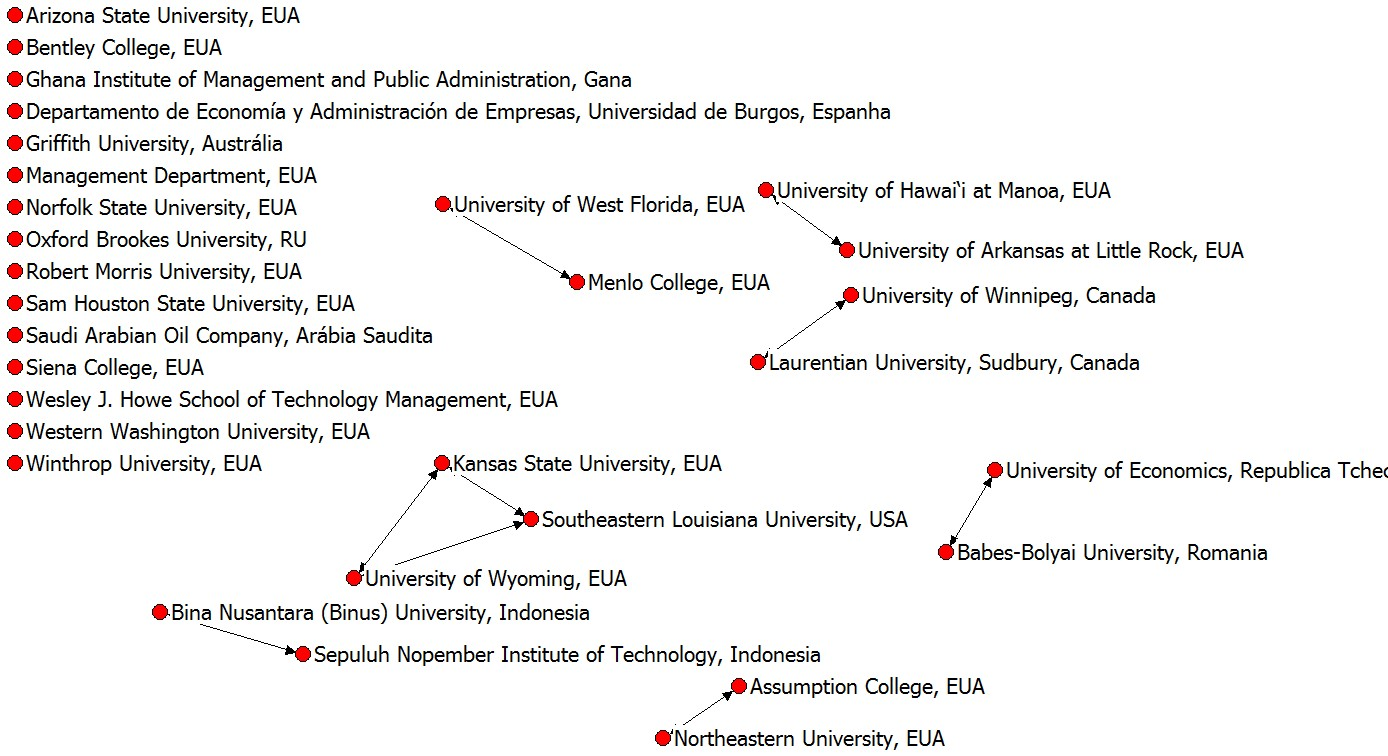 Arizona State University, EUA
Bentley College, EUA
Ghana Institute of Management and Public Administration, Gana
Departamento de Economía y Administración de Empresas, Universidad de Burgos, Espanha
Griffith University, Austrália
Management Department, EUA
Norfolk State University, EUA
Oxford Brookes University, RU
Robert Morris University, EUA
Sam Houston State University, EUA
Saudi Arabian Oil Company, Arábia Saudita
Siena College, EUA
Wesley J. Howe School of Technology Management, EUA
Western Washington University, EUA
Winthrop University, EUA
University of West Florida, EUA
Menlo College, EUA
University of Hawai`i at Manoa, EUA
University of Arkansas at Little Rock, EUA
University of Winnipeg, Canada
Laurentian University, Sudbury, Canada
Kansas State University, EUA
Southeastern Louisiana University, USA
University of Wyoming, EUA
University of Economics, Republica
Babes-Bolyai University, Romania
Bina Nusantara (Binus) University, Indonesia
Sepuluh Nopember Institute of Technology, Indonesia
Assumption College, EUA
Northeastern University, EUA